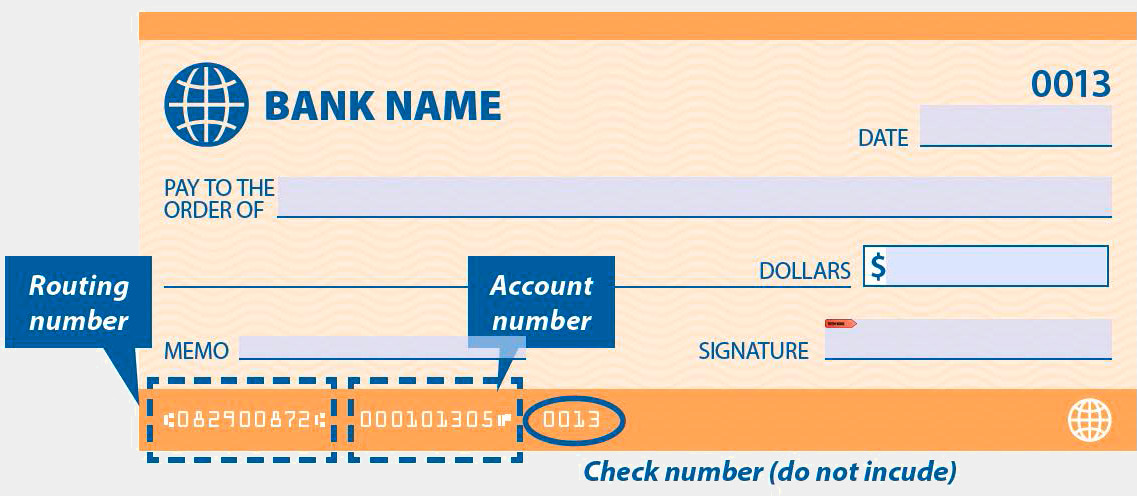 0013
BANK NAME
DATE
PAY TO THE
ORDER OF
DOLLARS $
Routing
number
Account
number
MEMO
SIGNATURE
⑆082900872⑆ 000101305⑈ 0013
Check number (do not incude)